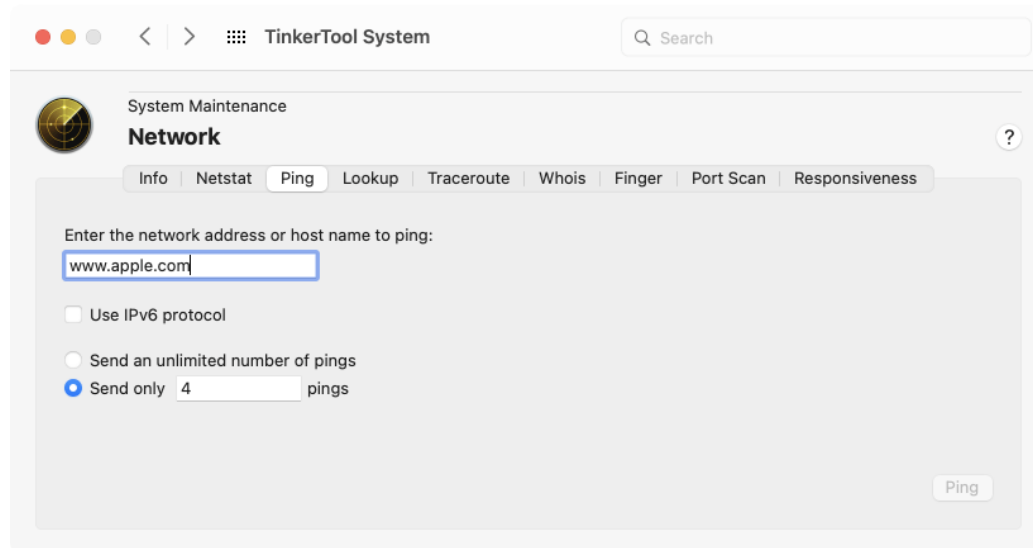 TinkerTool System
Search
System Maintenance
Network
?
Info Netstat Ping Lookup Traceroute Whois Finger Port Scan Responsiveness
Enter the network address or host name to ping:
www.apple.com
Use IPv6 protocol
Send an unlimited number of pings
Send only 4 pings
Ping